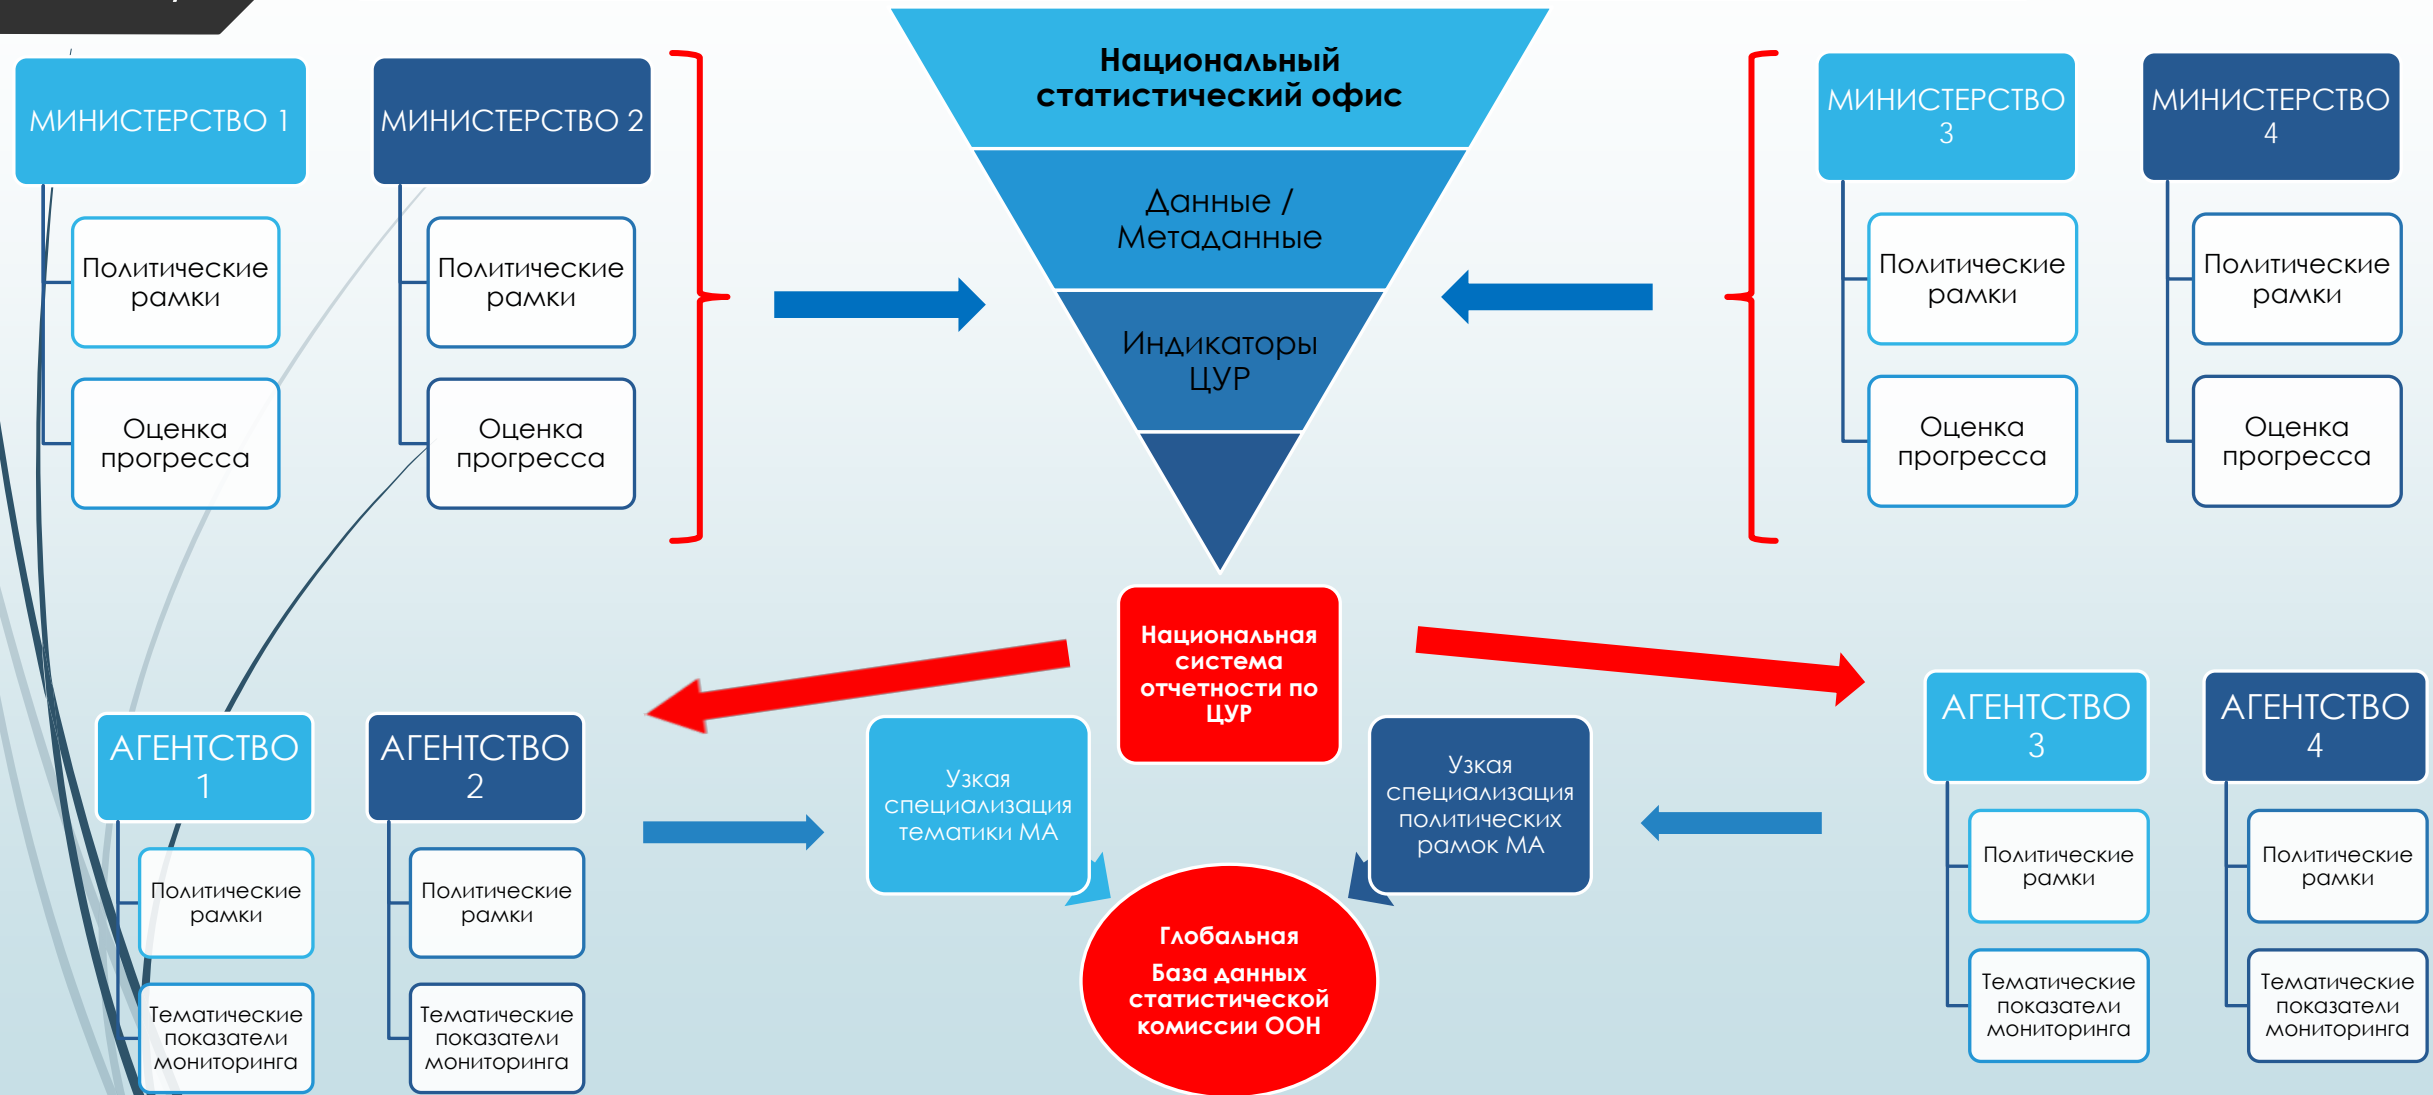 МИНИСТЕРСТВО 1
Политические
рамки
Оценка
прогресса
МИНИСТЕРСТВО 2
Политические
рамки
Оценка
прогресса
Национальный
статистический офис
Данные /
Метаданные
Индикаторы
ЦУР
МИНИСТЕРСТВО
3
Политические
рамки
Оценка
прогресса
МИНИСТЕРСТВО
4
Политические
рамки
Оценка
прогресса
Национальная
система
отчетности по
ЦУР
АГЕНТСТВО
1
Политические
рамки
Тематические
показатели
мониторинга
АГЕНТСТВО
2
Политические
рамки
Тематические
показатели
мониторинга
Узкая
специализация
тематики МА
Узкая
специализация
политических
рамок МА
Глобальная
База данных
статистической
комиссии ООН
АГЕНТСТВО
3
Политические
рамки
Тематические
показатели
мониторинга
АГЕНТСТВО
4
Политические
рамки
Тематические
показатели
мониторинга